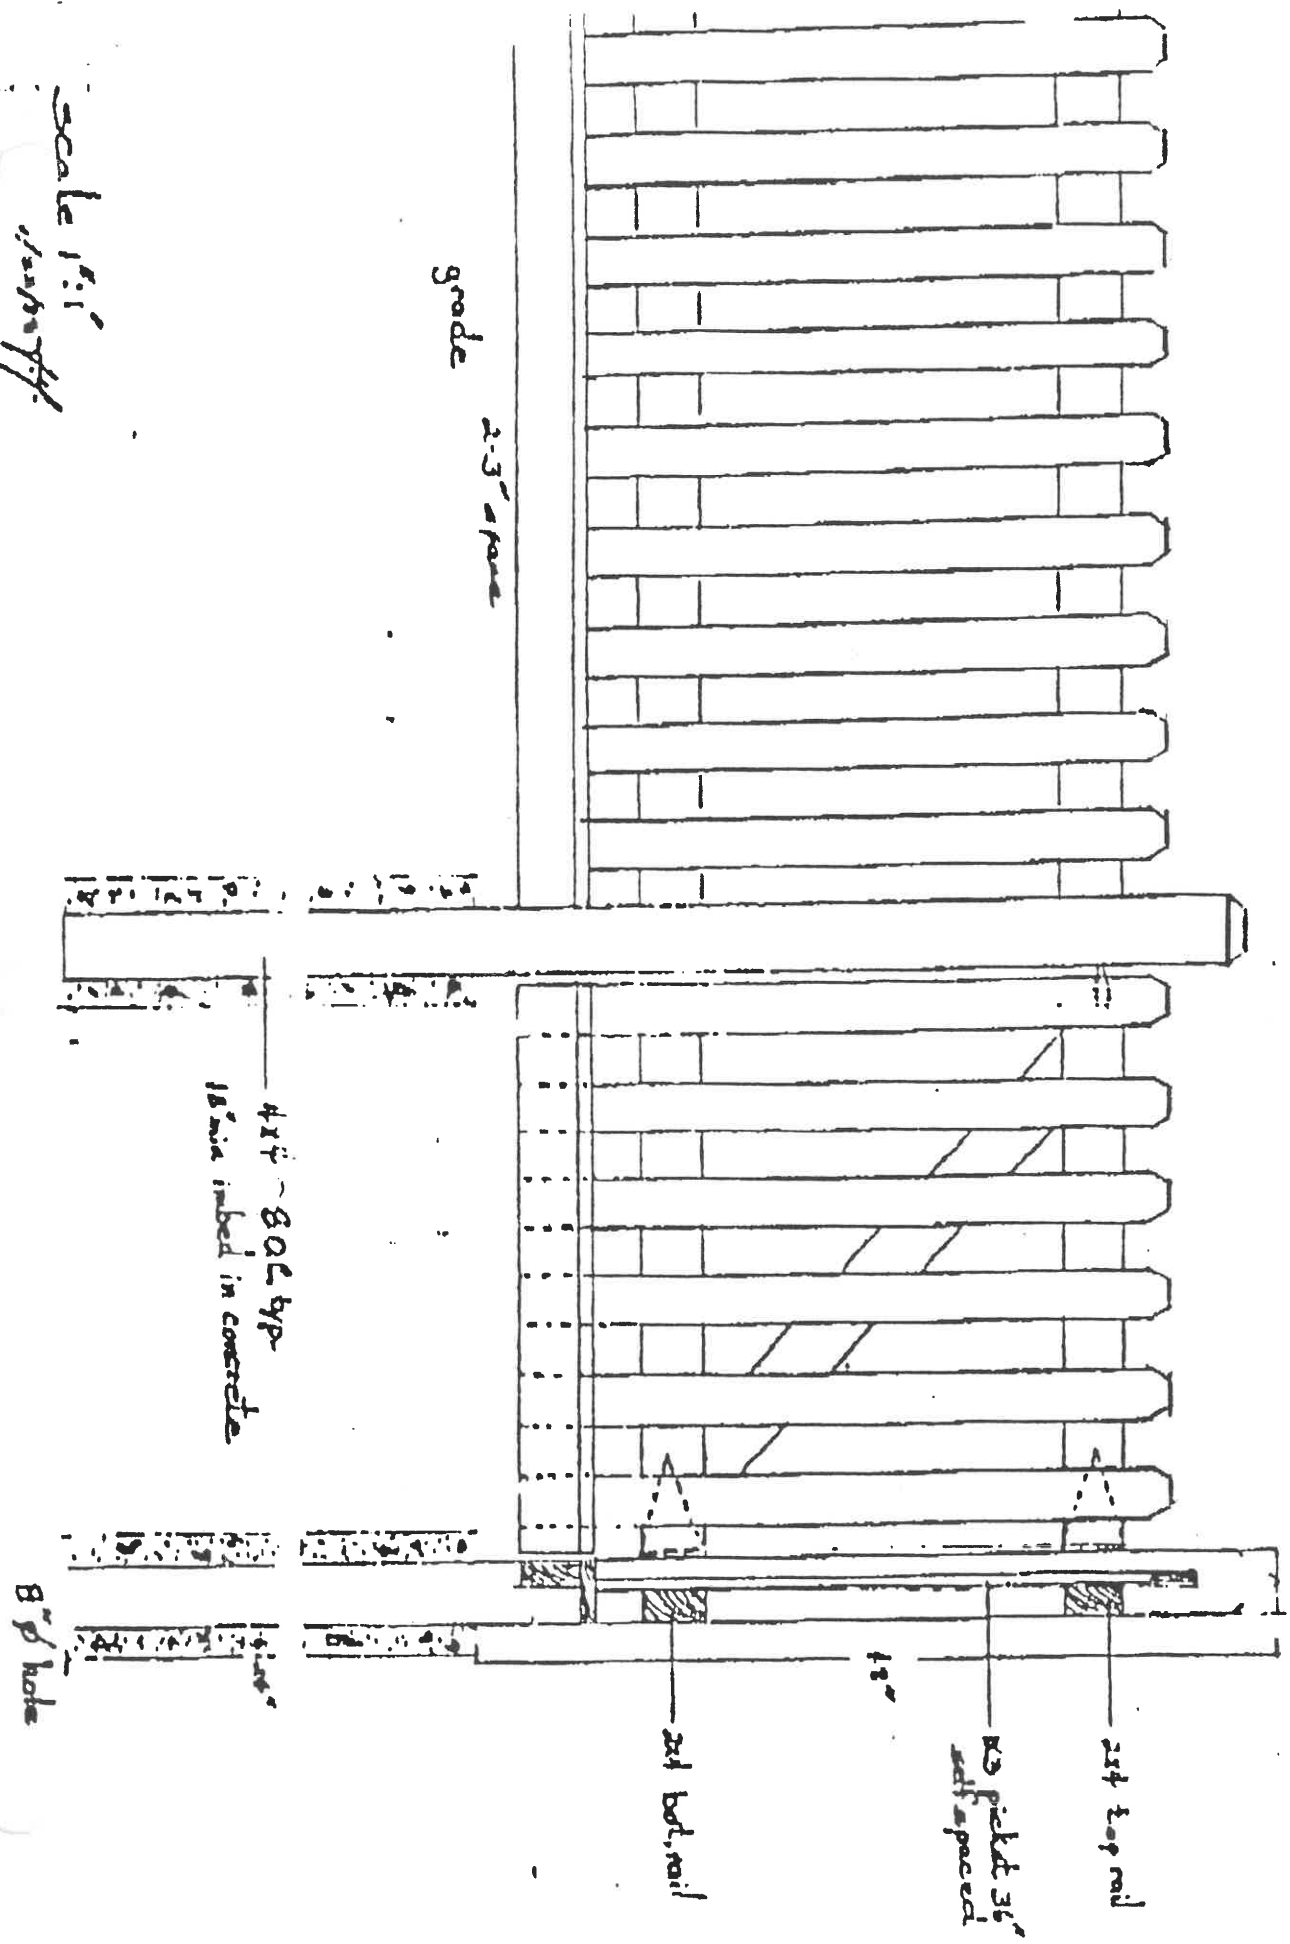 2x4 top rail
1x3 picket 36"
self spaced
48"
2x4 bot. rail
grade
2-3" space
4x4 - 8 OC typ
18" min imbed in concrete
8" ø hole
scale 1":1'